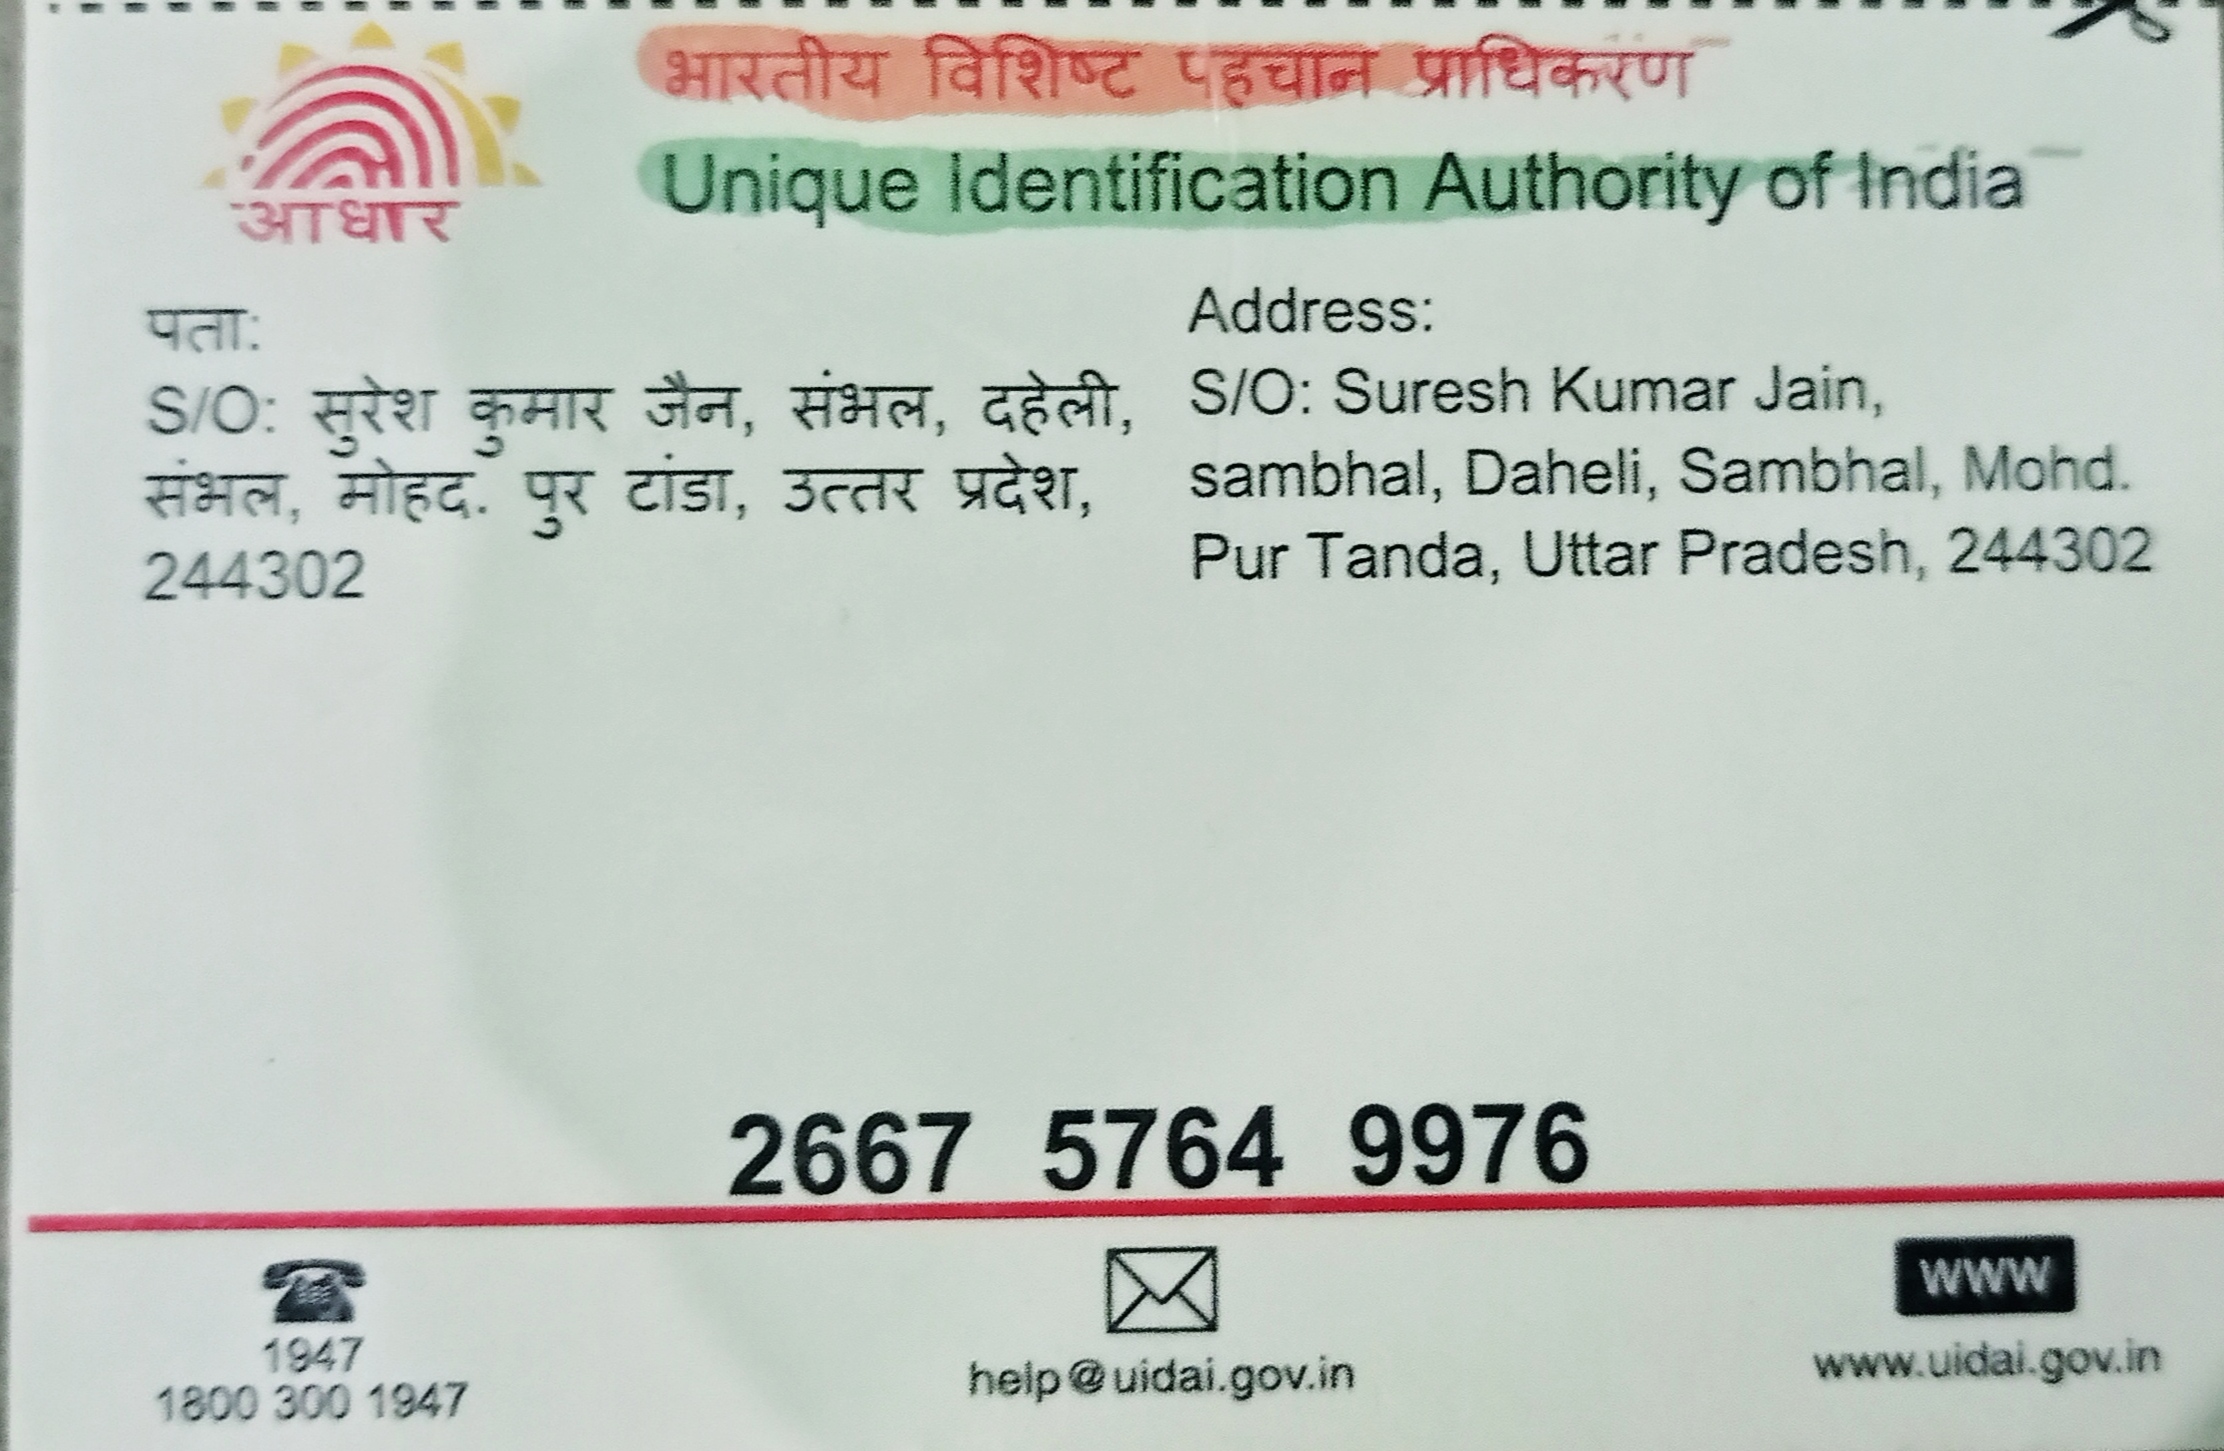 भारतीय विशिष्ट पहचान प्राधिकरण
Unique Identification Authority of India
आधार
पता:
S/O: सुरेश कुमार जैन, संभल, दहेली,
संभल, मोहद. पुर टांडा, उत्तर प्रदेश,
244302
Address:
S/O: Suresh Kumar Jain,
sambhal, Daheli, Sambhal, Mohd.
Pur Tanda, Uttar Pradesh, 244302
2667 5764 9976
1947
1800 300 1947
help@uidai.gov.in
www
www.uidai.gov.in